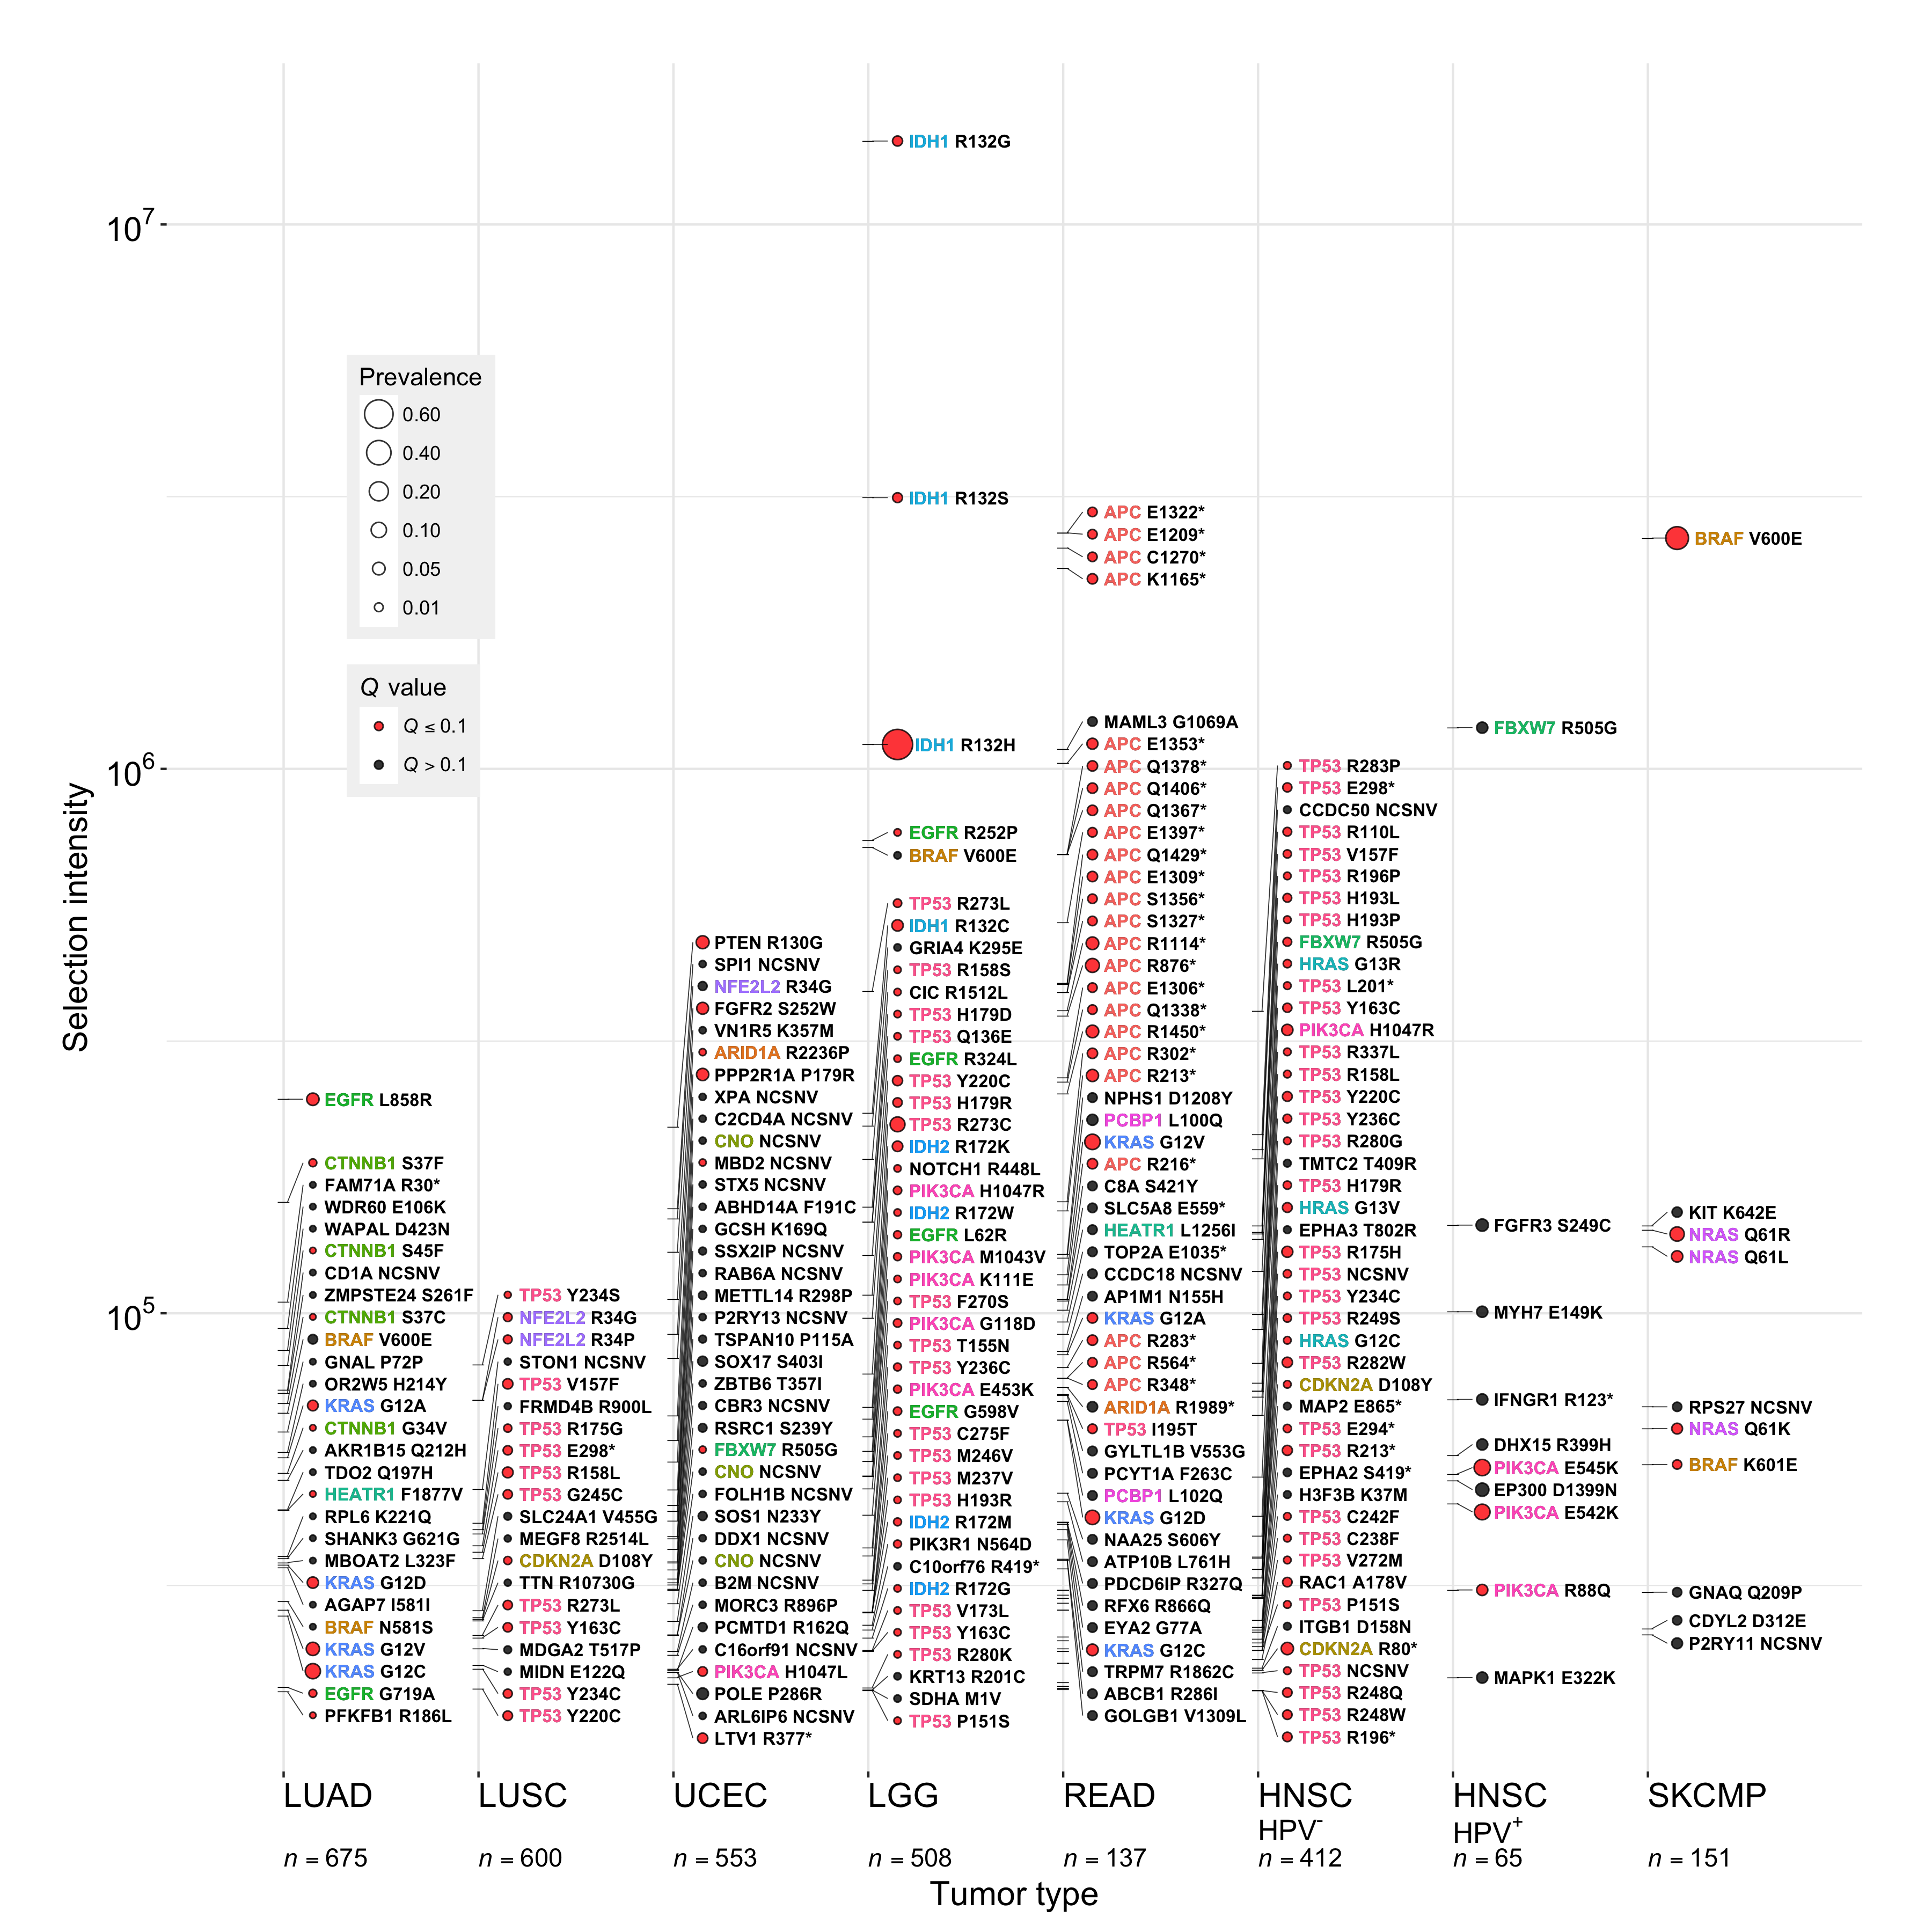 Selection intensity
10^7
10^6
10^5
Prevalence
0.60
0.40
0.20
0.10
0.05
0.01
Q value
Q ≤ 0.1
Q > 0.1
EGFR L858R
CTNNB1 S37F
FAM71A R30*
WDR60 E106K
WAPAL D423N
CTNNB1 S45F
CD1A NCSNV
ZMPSTE24 S261F
CTNNB1 S37C
BRAF V600E
GNAL P72P
OR2W5 H214Y
KRAS G12A
CTNNB1 G34V
AKR1B15 Q212H
TDO2 Q197H
HEATR1 F1877V
RPL6 K221Q
SHANK3 G621G
MBOAT2 L323F
KRAS G12D
AGAP7 I581I
BRAF N581S
KRAS G12V
KRAS G12C
EGFR G719A
PFKFB1 R186L
TP53 Y234S
NFE2L2 R34G
NFE2L2 R34P
STON1 NCSNV
TP53 V157F
FRMD4B R900L
TP53 R175G
TP53 E298*
TP53 R158L
TP53 G245C
SLC24A1 V455G
MEGF8 R2514L
CDKN2A D108Y
TTN R10730G
TP53 R273L
TP53 Y163C
MDGA2 T517P
MIDN E122Q
TP53 Y234C
TP53 Y220C
PTEN R130G
SPI1 NCSNV
NFE2L2 R34G
FGFR2 S252W
VN1R5 K357M
ARID1A R2236P
PPP2R1A P179R
XPA NCSNV
C2CD4A NCSNV
CNO NCSNV
MBD2 NCSNV
STX5 NCSNV
ABHD14A F191C
GCSH K169Q
SSX2IP NCSNV
RAB6A NCSNV
METTL14 R298P
P2RY13 NCSNV
TSPAN10 P115A
SOX17 S403I
ZBTB6 T357I
CBR3 NCSNV
RSRC1 S239Y
FBXW7 R505G
CNO NCSNV
FOLH1B NCSNV
SOS1 N233Y
DDX1 NCSNV
CNO NCSNV
B2M NCSNV
MORC3 R896P
PCMTD1 R162Q
C16orf91 NCSNV
PIK3CA H1047L
POLE P286R
ARL6IP6 NCSNV
LTV1 R377*
IDH1 R132G
IDH1 R132S
IDH1 R132H
EGFR R252P
BRAF V600E
TP53 R273L
IDH1 R132C
GRIA4 K295E
TP53 R158S
CIC R1512L
TP53 H179D
TP53 Q136E
EGFR R324L
TP53 Y220C
TP53 H179R
TP53 R273C
IDH2 R172K
NOTCH1 R448L
PIK3CA H1047R
IDH2 R172W
EGFR L62R
PIK3CA M1043V
PIK3CA K111E
TP53 F270S
PIK3CA G118D
TP53 T155N
TP53 Y236C
PIK3CA E453K
EGFR G598V
TP53 C275F
TP53 M246V
TP53 M237V
TP53 H193R
IDH2 R172M
PIK3R1 N564D
C10orf76 R419*
IDH2 R172G
TP53 V173L
TP53 Y163C
TP53 R280K
KRT13 R201C
SDHA M1V
TP53 P151S
APC E1322*
APC E1209*
APC C1270*
APC K1165*
MAML3 G1069A
APC E1353*
APC Q1378*
APC Q1406*
APC Q1367*
APC E1397*
APC Q1429*
APC E1309*
APC S1356*
APC S1327*
APC R1114*
APC R876*
APC E1306*
APC Q1338*
APC R1450*
APC R302*
APC R213*
NPHS1 D1208Y
PCBP1 L100Q
KRAS G12V
APC R216*
C8A S421Y
SLC5A8 E559*
HEATR1 L1256I
TOP2A E1035*
CCDC18 NCSNV
AP1M1 N155H
KRAS G12A
APC R283*
APC R564*
APC R348*
ARID1A R1989*
TP53 I195T
GYLTL1B V553G
PCYT1A F263C
PCBP1 L102Q
KRAS G12D
NAA25 S606Y
ATP10B L761H
PDCD6IP R327Q
RFX6 R866Q
EYA2 G77A
KRAS G12C
TRPM7 R1862C
ABCB1 R286I
GOLGB1 V1309L
TP53 R283P
TP53 E298*
CCDC50 NCSNV
TP53 R110L
TP53 V157F
TP53 R196P
TP53 H193L
TP53 H193P
FBXW7 R505G
HRAS G13R
TP53 L201*
TP53 Y163C
PIK3CA H1047R
TP53 R337L
TP53 R158L
TP53 Y220C
TP53 Y236C
TP53 R280G
TMTC2 T409R
TP53 H179R
HRAS G13V
EPHA3 T802R
TP53 R175H
TP53 NCSNV
TP53 Y234C
TP53 R249S
HRAS G12C
TP53 R282W
CDKN2A D108Y
MAP2 E865*
TP53 E294*
TP53 R213*
EPHA2 S419*
H3F3B K37M
TP53 C242F
TP53 C238F
TP53 V272M
RAC1 A178V
TP53 P151S
ITGB1 D158N
CDKN2A R80*
TP53 NCSNV
TP53 R248Q
TP53 R248W
TP53 R196*
FBXW7 R505G
FGFR3 S249C
MYH7 E149K
IFNGR1 R123*
DHX15 R399H
PIK3CA E545K
EP300 D1399N
PIK3CA E542K
PIK3CA R88Q
MAPK1 E322K
BRAF V600E
KIT K642E
NRAS Q61R
NRAS Q61L
RPS27 NCSNV
NRAS Q61K
BRAF K601E
GNAQ Q209P
CDYL2 D312E
P2RY11 NCSNV
LUAD
n = 675
LUSC
n = 600
UCEC
n = 553
LGG
n = 508
READ
n = 137
HNSC
HPV-
n = 412
HNSC
HPV+
n = 65
SKCMP
n = 151
Tumor type